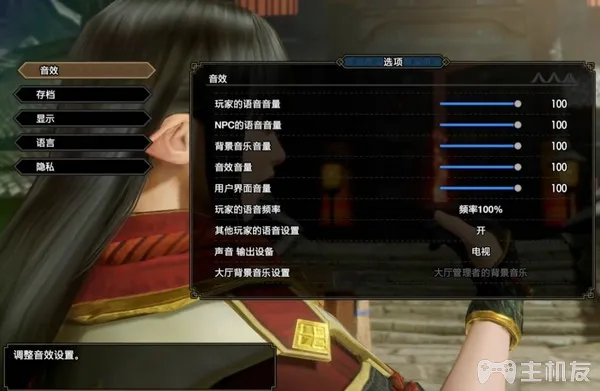 选项
音效
存档
显示
语言
隐私
音效
玩家的语音音量 100
NPC的语音音量 100
背景音乐音量 100
音效音量 100
用户界面音量 100
玩家的语音频率 频率100%
其他玩家的语音设置 开
声音 输出设备 电视
大厅背景音乐设置 大厅管理者的背景音乐
调整音效设置。
主机友